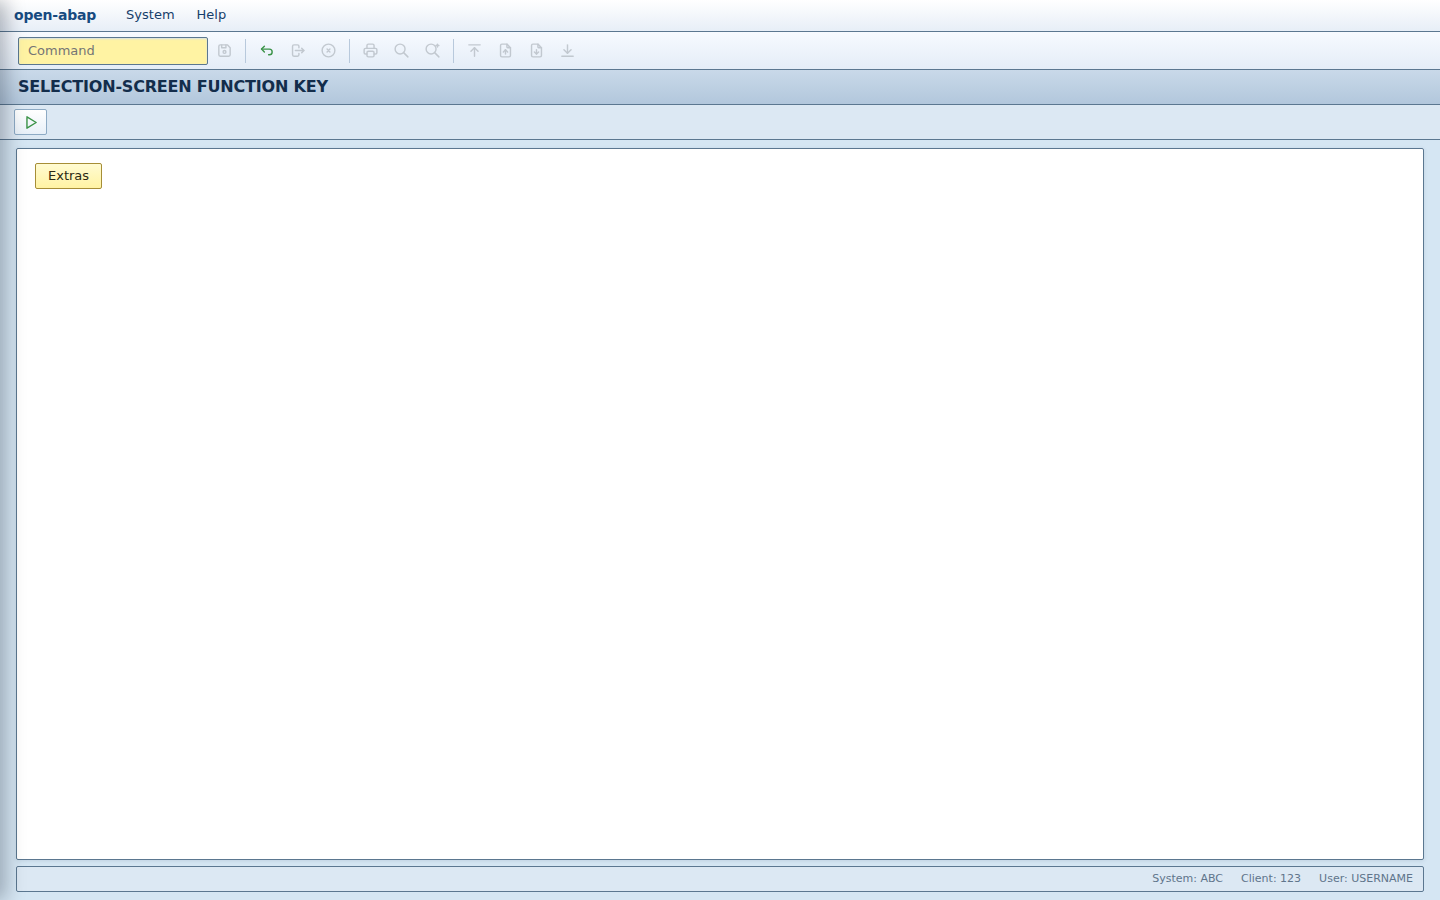 open-abap System Help
Command
SELECTION-SCREEN FUNCTION KEY
Extras
System: ABC Client: 123 User: USERNAME